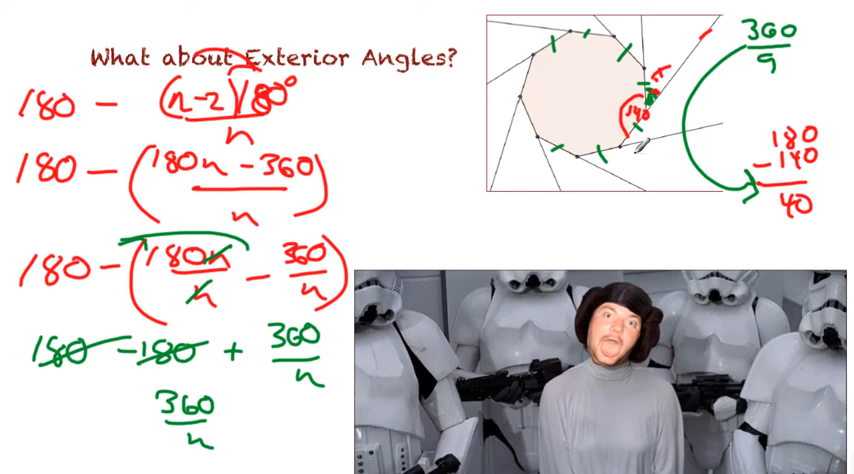 What about Exterior Angles?
180 - (n-2)180°/n
180 - (180n - 360/n)
180 - (180n/n - 360/n)
180 - 180 + 360/n
360/n
140
360/9
180
- 140
40